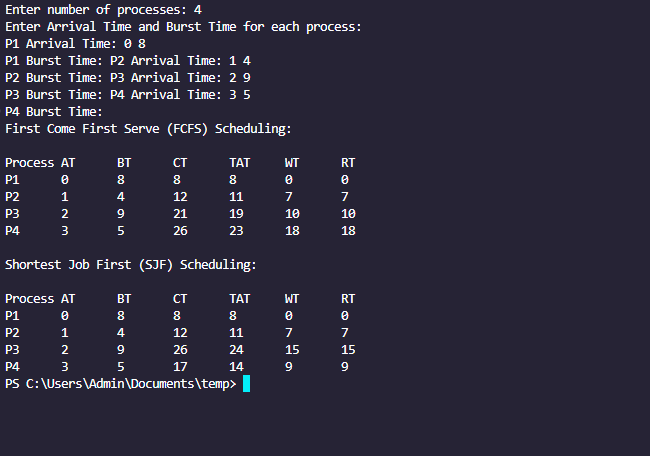 Enter number of processes: 4
Enter Arrival Time and Burst Time for each process:
P1 Arrival Time: 0 8
P1 Burst Time: P2 Arrival Time: 1 4
P2 Burst Time: P3 Arrival Time: 2 9
P3 Burst Time: P4 Arrival Time: 3 5
P4 Burst Time:
First Come First Serve (FCFS) Scheduling:

Process AT     BT     CT     TAT    WT     RT
P1     0      8      8      8      0      0
P2     1      4      12     11     7      7
P3     2      9      21     19     10     10
P4     3      5      26     23     18     18

Shortest Job First (SJF) Scheduling:

Process AT     BT     CT     TAT    WT     RT
P1     0      8      8      8      0      0
P2     1      4      12     11     7      7
P3     2      9      26     24     15     15
P4     3      5      17     14     9      9
PS C:\Users\Admin\Documents\temp>